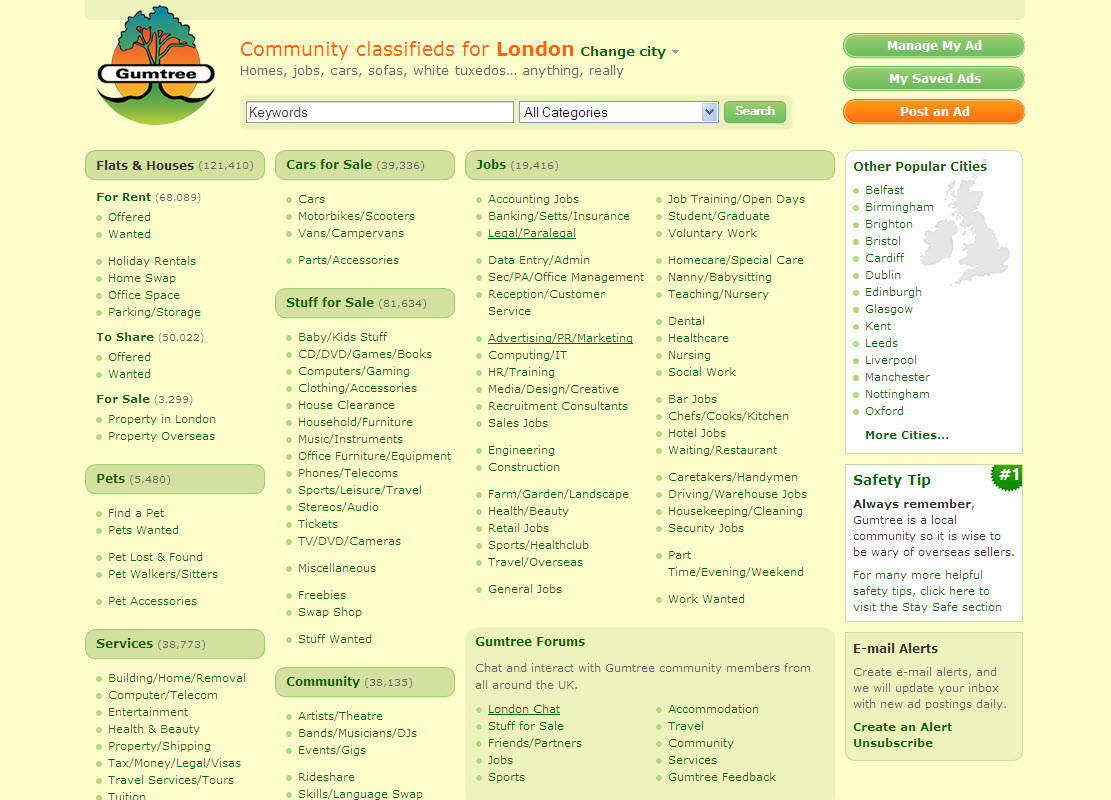 Gumtree
Community classifieds for London Change city
Homes, jobs, cars, sofas, white tuxedos... anything, really
Keywords
All Categories
Search
Manage My Ad
My Saved Ads
Post an Ad
Flats & Houses (121,410)
For Rent (68,089)
Offered
Wanted
Holiday Rentals
Home Swap
Office Space
Parking/Storage
To Share (50,022)
Offered
Wanted
For Sale (3,299)
Property in London
Property Overseas
Pets (5,480)
Find a Pet
Pets Wanted
Pet Lost & Found
Pet Walkers/Sitters
Pet Accessories
Services (38,773)
Building/Home/Removal
Computer/Telecom
Entertainment
Health & Beauty
Property/Shipping
Tax/Money/Legal/Visas
Travel Services/Tours
Tuition
Cars for Sale (39,336)
Cars
Motorbikes/Scooters
Vans/Campervans
Parts/Accessories
Stuff for Sale (81,634)
Baby/Kids Stuff
CD/DVD/Games/Books
Computers/Gaming
Clothing/Accessories
House Clearance
Household/Furniture
Music/Instruments
Office Furniture/Equipment
Phones/Telecoms
Sports/Leisure/Travel
Stereos/Audio
Tickets
TV/DVD/Cameras
Miscellaneous
Freebies
Swap Shop
Stuff Wanted
Community (38,135)
Artists/Theatre
Bands/Musicians/DJs
Events/Gigs
Rideshare
Skills/Language Swap
Jobs (19,416)
Accounting Jobs
Banking/Setts/Insurance
Legal/Paralegal
Data Entry/Admin
Sec/PA/Office Management
Reception/Customer
Service
Advertising/PR/Marketing
Computing/IT
HR/Training
Media/Design/Creative
Recruitment Consultants
Sales Jobs
Engineering
Construction
Farm/Garden/Landscape
Health/Beauty
Retail Jobs
Sports/Healthclub
Travel/Overseas
General Jobs
Job Training/Open Days
Student/Graduate
Voluntary Work
Homecare/Special Care
Nanny/Babysitting
Teaching/Nursery
Dental
Healthcare
Nursing
Social Work
Bar Jobs
Chefs/Cooks/Kitchen
Hotel Jobs
Waiting/Restaurant
Caretakers/Handymen
Driving/Warehouse Jobs
Housekeeping/Cleaning
Security Jobs
Part
Time/Evening/Weekend
Work Wanted
Gumtree Forums
Chat and interact with Gumtree community members from
all around the UK.
London Chat
Stuff for Sale
Friends/Partners
Jobs
Sports
Accommodation
Travel
Community
Services
Gumtree Feedback
Other Popular Cities
Belfast
Birmingham
Brighton
Bristol
Cardiff
Dublin
Edinburgh
Glasgow
Kent
Leeds
Liverpool
Manchester
Nottingham
Oxford
More Cities...
Safety Tip
#1
Always remember,
Gumtree is a local
community so it is wise to
be wary of overseas sellers.
For many more helpful
safety tips, click here to
visit the Stay Safe section
E-mail Alerts
Create e-mail alerts, and
we will update your inbox
with new ad postings daily.
Create an Alert
Unsubscribe